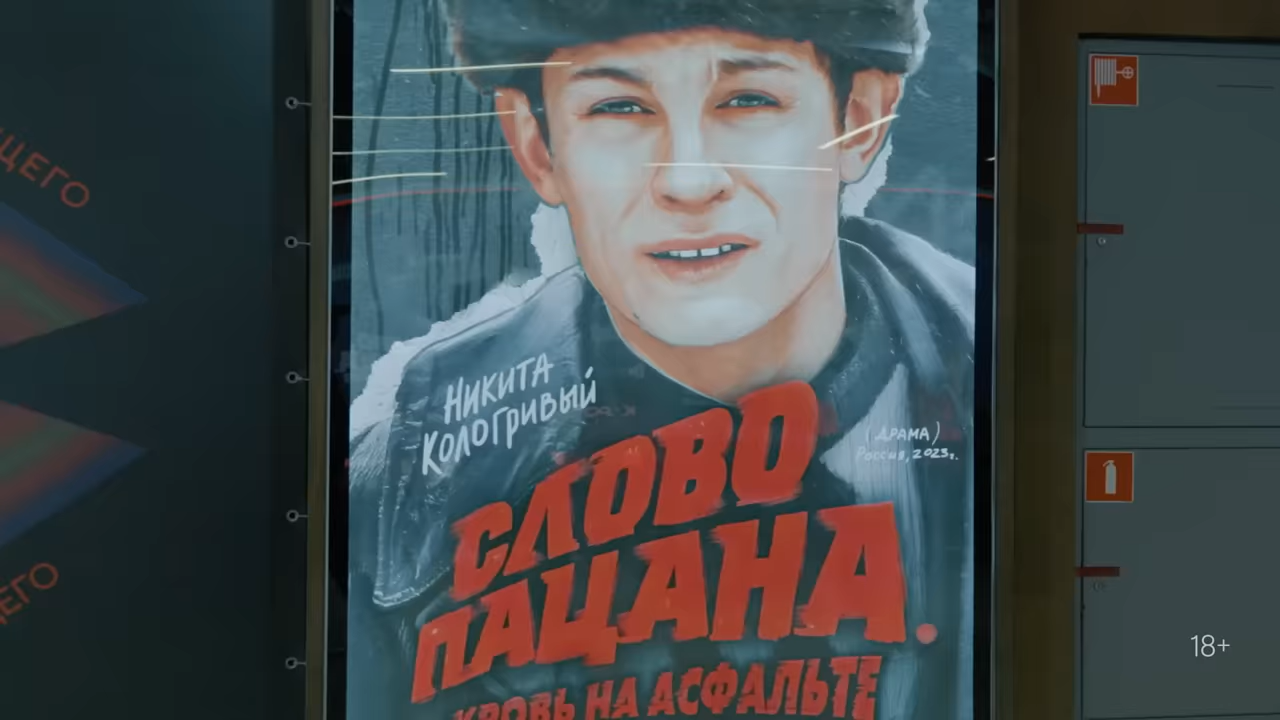 НИКИТА
КОЛОГРИВЫЙ
(ДРАМА)
Россия, 2023г.
СЛОВО
ПАЦАНА.
КРОВЬ НА АСФАЛЬТЕ
18+